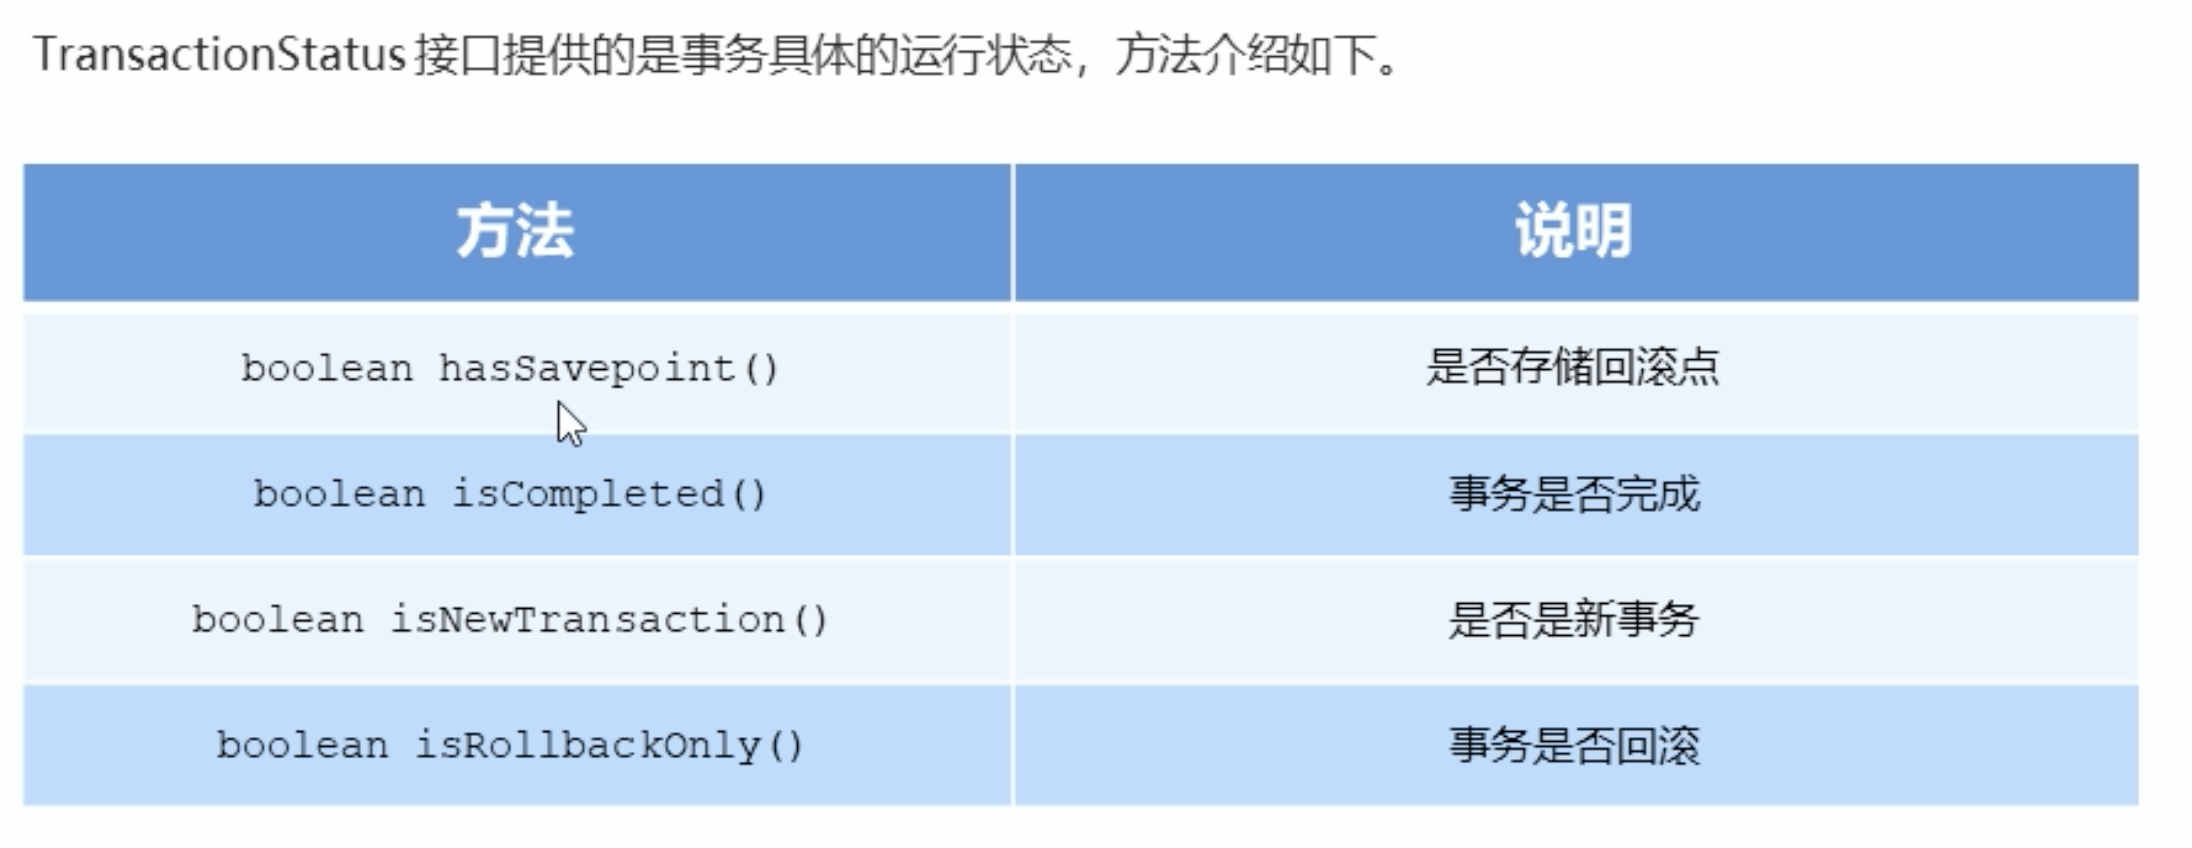 TransactionStatus 接口提供的是事务具体的运行状态，方法介绍如下。
方法 说明
boolean hasSavepoint() 是否存储回滚点
boolean isCompleted() 事务是否完成
boolean isNewTransaction() 是否是新事务
boolean isRollbackOnly() 事务是否回滚